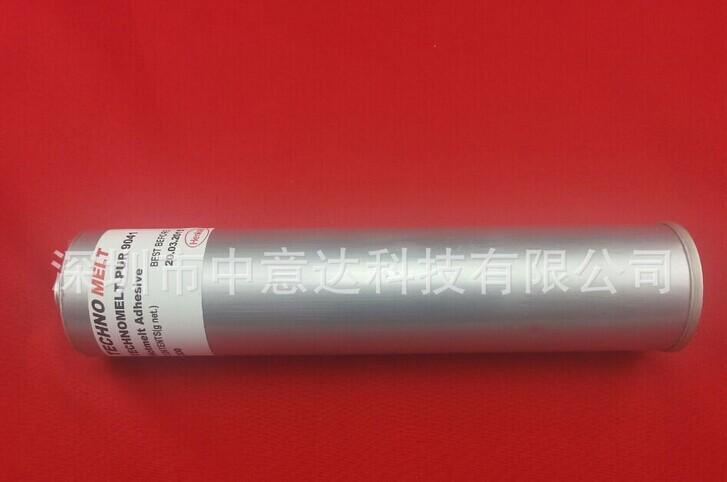 TECHNO MELT
TECHNOMELT PUR 9041
Adhesive
BEST BEFORE
Henkel
深圳市中意达科技有限公司